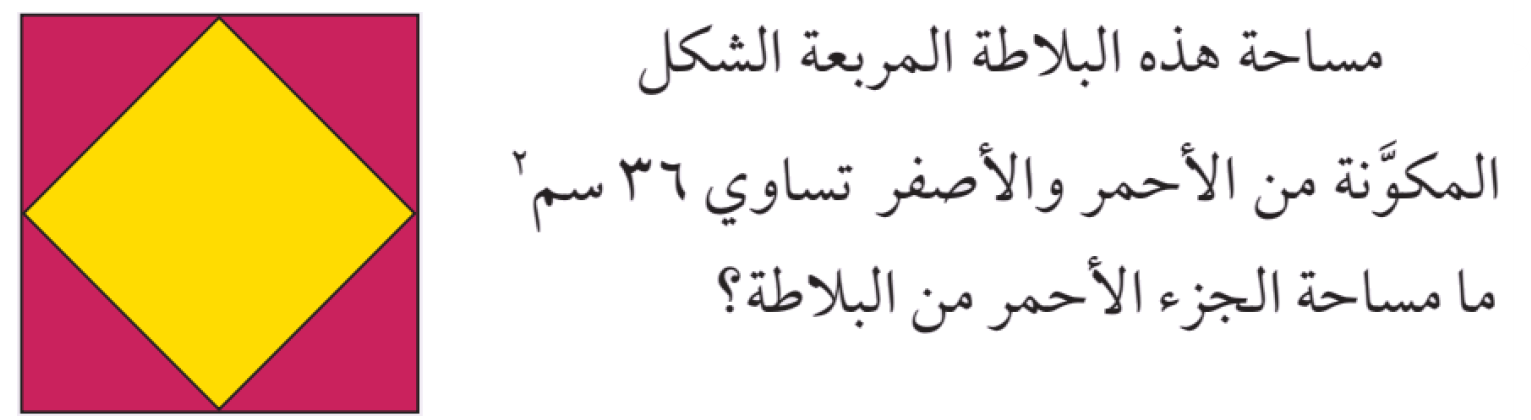 مساحة هذه البلاطة المربعة الشكل
المكوَّنة من الأحمر والأصفر تساوي ٣٦ سم٢
ما مساحة الجزء الأحمر من البلاطة؟